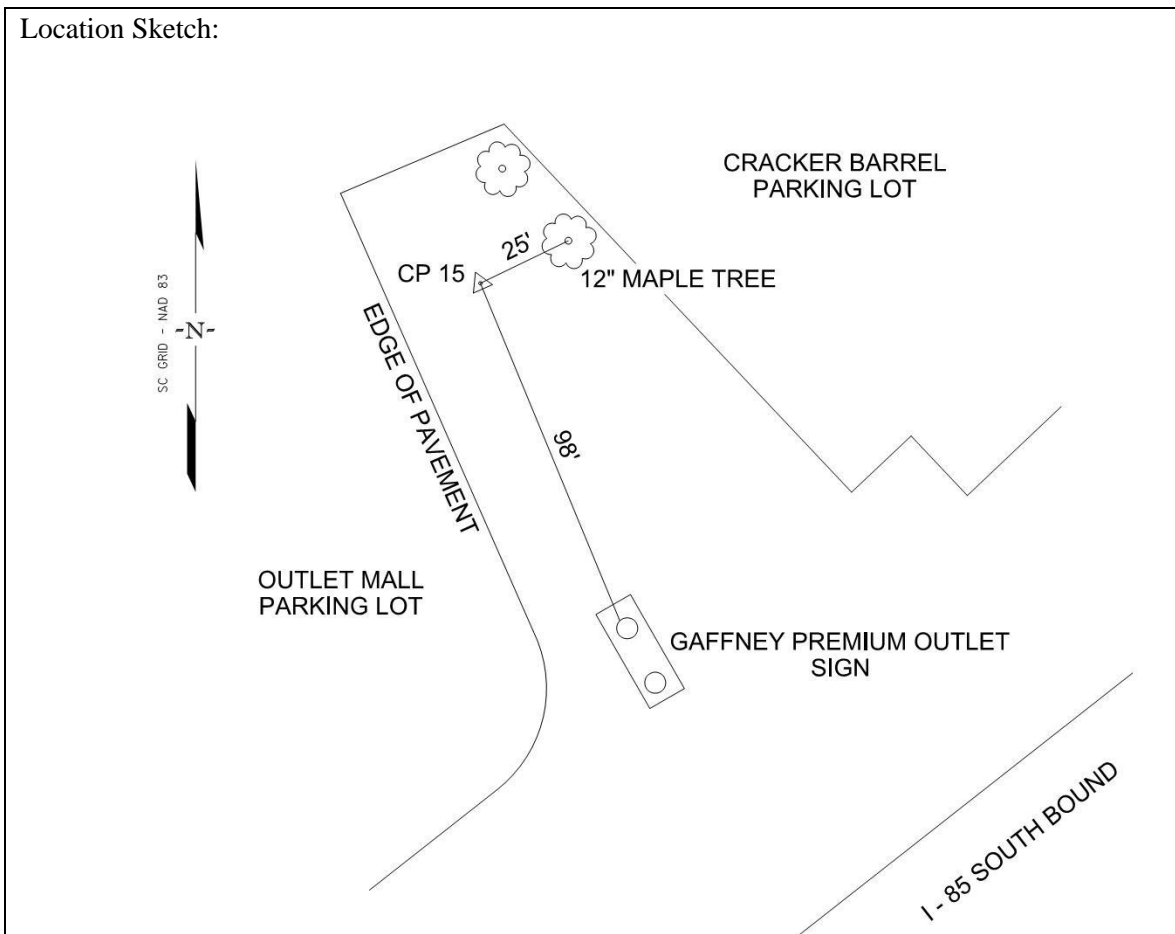 Location Sketch:
CRACKER BARREL
PARKING LOT
25'
CP 15
12" MAPLE TREE
SC GRID - NAD 83
-N-
EDGE OF PAVEMENT
98'
OUTLET MALL
PARKING LOT
GAFFNEY PREMIUM OUTLET
SIGN
I - 85 SOUTH BOUND